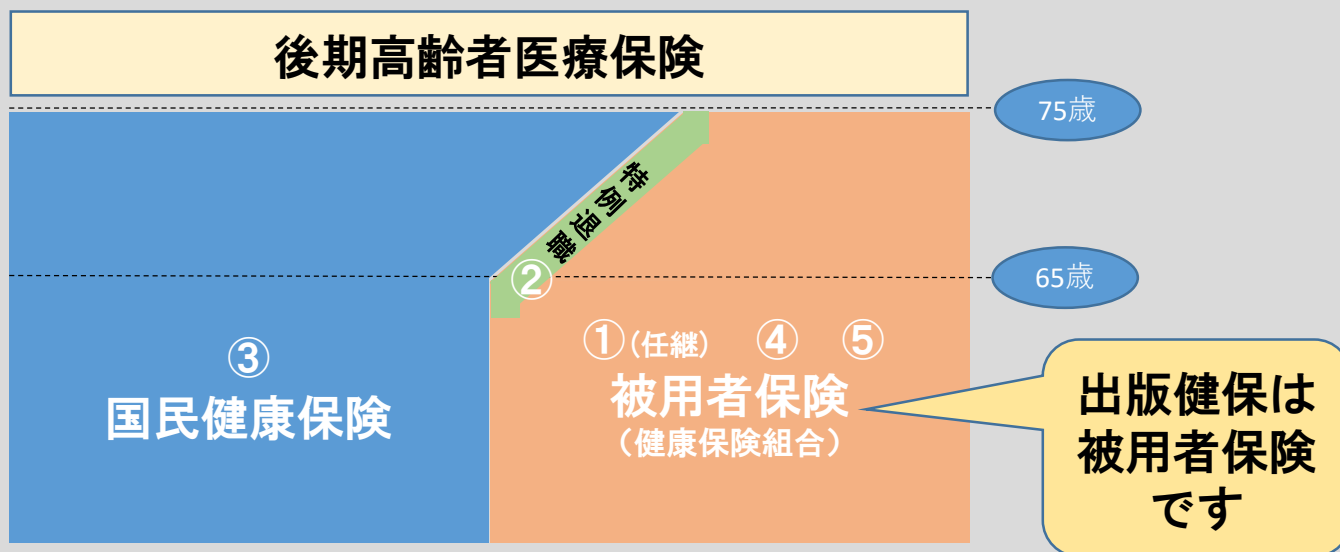 後期高齢者医療保険
75歳
特例退職
②
65歳
①(任継) ④ ⑤
被用者保険
(健康保険組合)
③
国民健康保険
出版健保は
被用者保険
です